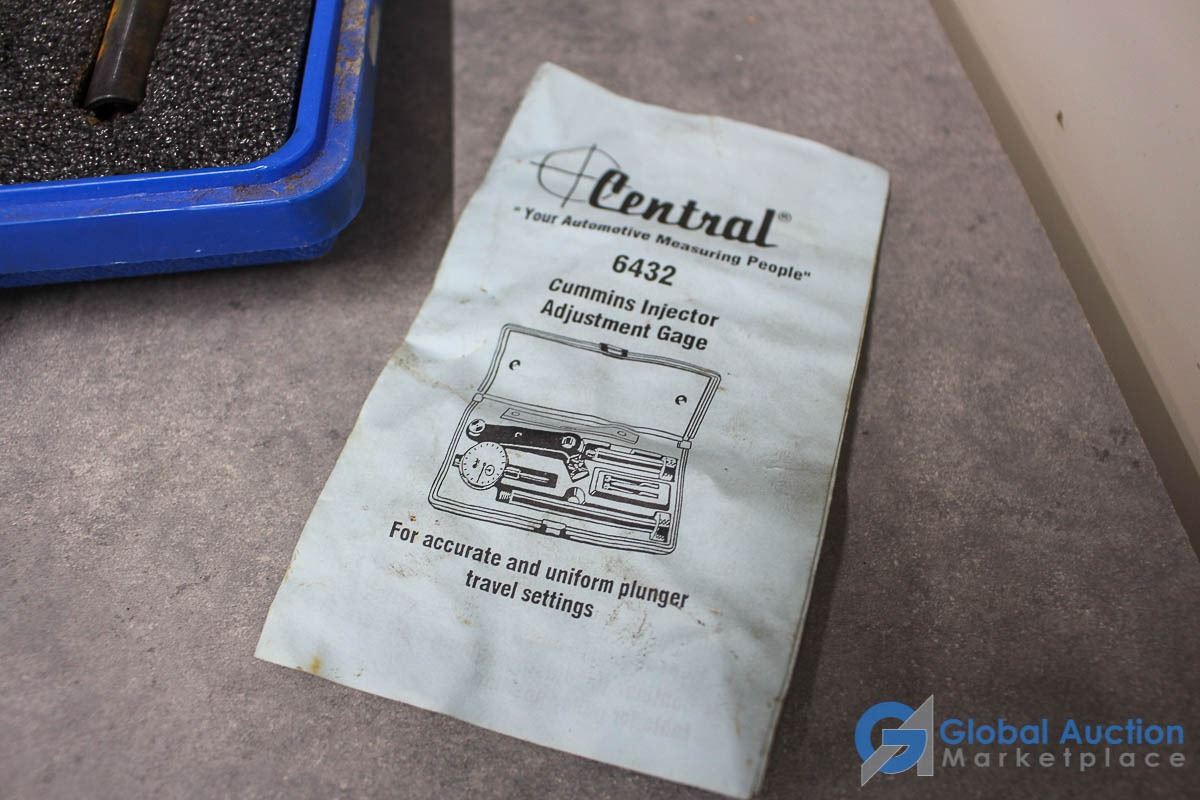 Central®
"Your Automotive Measuring People"
6432
Cummins Injector
Adjustment Gage
For accurate and uniform plunger
travel settings
Global Auction
Marketplace